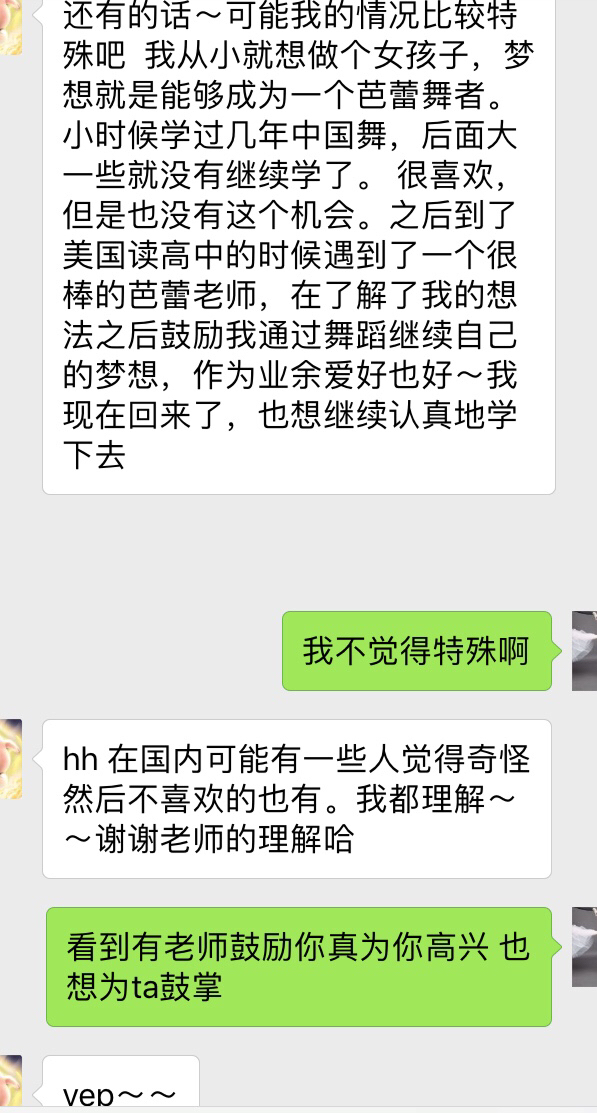 还有的话～可能我的情况比较特
殊吧 我从小就想做个女孩子，梦
想就是能够成为一个芭蕾舞者。
小时候学过几年中国舞，后面大
一些就没有继续学了。 很喜欢，
但是也没有这个机会。之后到了
美国读高中的时候遇到了一个很
棒的芭蕾老师，在了解了我的想
法之后鼓励我通过舞蹈继续自己
的梦想，作为业余爱好也好～我
现在回来了，也想继续认真地学
下去
我不觉得特殊啊
hh 在国内可能有一些人觉得奇怪
然后不喜欢的也有。我都理解～
～谢谢老师的理解哈
看到有老师鼓励你真为你高兴 也
想为ta鼓掌
yep～～